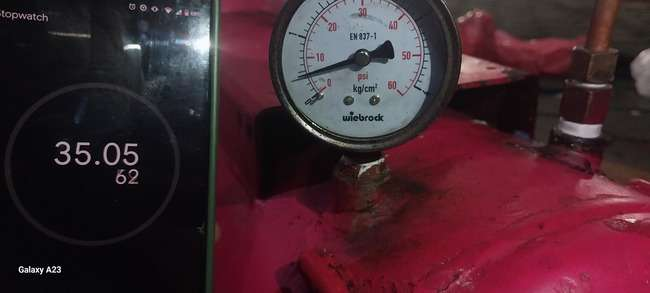 Stopwatch
35.05
62
Galaxy A23
30
20
40
EN 837-1
10
50
psi
0
60
kg/cm²
wiebrock